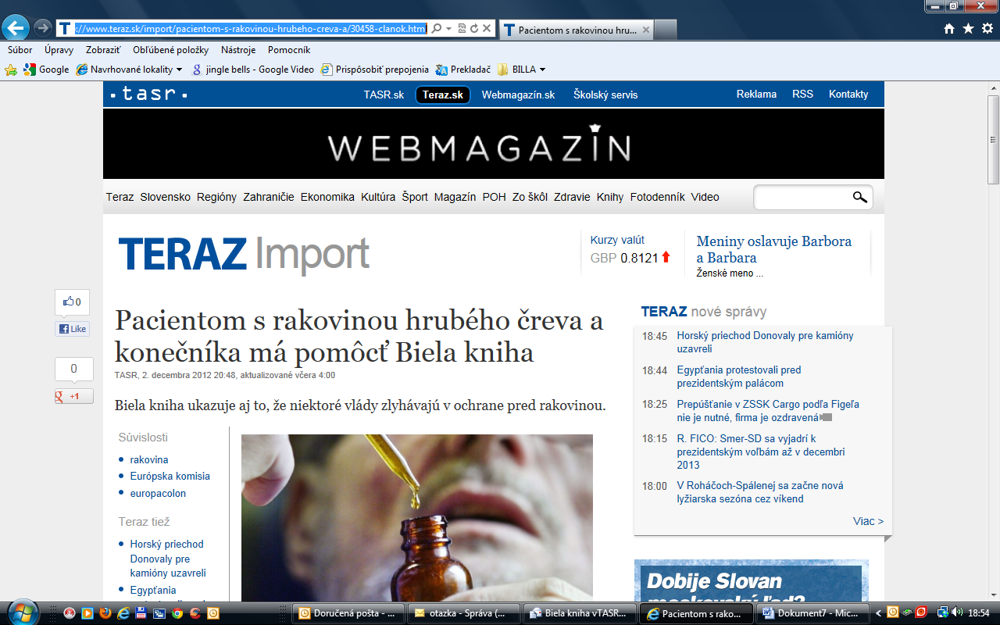 ://www.teraz.sk/import/pacientom-s-rakovinou-hrubeho-creva-a/30458-clanok.html
Pacientom s rakovinou hru...
Súbor Úpravy Zobraziť Obľúbené položky Nástroje Pomocník
Google Navrhované lokality jingle bells - Google Video Prispôsobiť prepojenia Prekladač BILLA
tasr TASR.sk Teraz.sk Webmagazín.sk Školský servis Reklama RSS Kontakty
WEBMAGAZÍN
Teraz Slovensko Regióny Zahraničie Ekonomika Kultúra Šport Magazín POH Zo škôl Zdravie Knihy Fotodenník Video
TERAZ Import
Kurzy valút
GBP 0.8121
Meniny oslavuje Barbora
a Barbara
Ženské meno ...
0
Like
0
+1
Pacientom s rakovinou hrubého čreva a
konečníka má pomôcť Biela kniha
TASR, 2. decembra 2012 20:48, aktualizované včera 4:00
Biela kniha ukazuje aj to, že niektoré vlády zlyhávajú v ochrane pred rakovinou.
Súvislosti
rakovina
Európska komisia
europacolon
Teraz tiež
Horský priechod
Donovaly pre
kamióny uzavreli
Egypťania
TERAZ nové správy
18:45 Horský priechod Donovaly pre kamióny
uzavreli
18:44 Egypťania protestovali pred
prezidentským palácom
18:25 Prepúšťanie v ZSSK Cargo podľa Figeľa
nie je nutné, firma je ozdravená
18:15 R. FICO: Smer-SD sa vyjadrí k
prezidentským voľbám až v decembri
2013
18:00 V Roháčoch-Spálenej sa začne nová
lyžiarska sezóna cez víkend
Viac >
Dobije Slovan
moskovský ľad?
Doručená pošta - ... otazka - Správa (... Biela kniha vTASR... Pacientom s rako... Dokument7 - Mic... 18:54